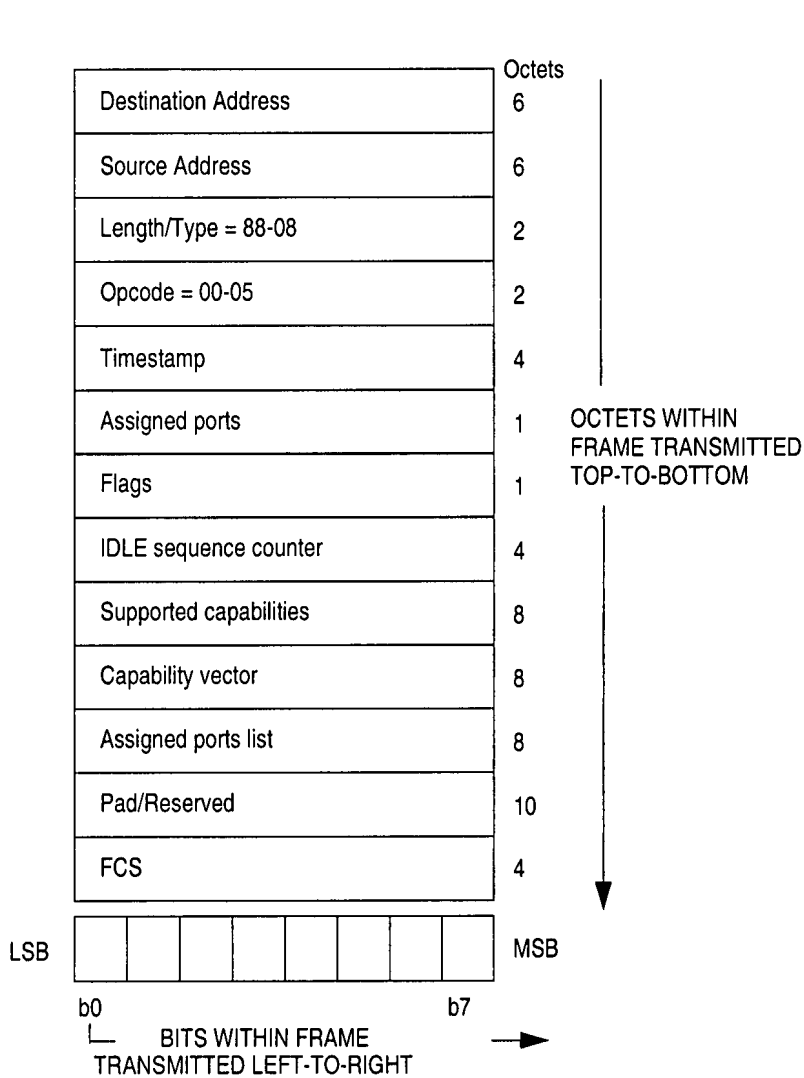 Octets
Destination Address 6
Source Address 6
Length/Type = 88-08 2
Opcode = 00-05 2
Timestamp 4
Assigned ports 1
Flags 1
IDLE sequence counter 4
Supported capabilities 8
Capability vector 8
Assigned ports list 8
Pad/Reserved 10
FCS 4
OCTETS WITHIN
FRAME TRANSMITTED
TOP-TO-BOTTOM
LSB MSB
b0 b7
BITS WITHIN FRAME
TRANSMITTED LEFT-TO-RIGHT